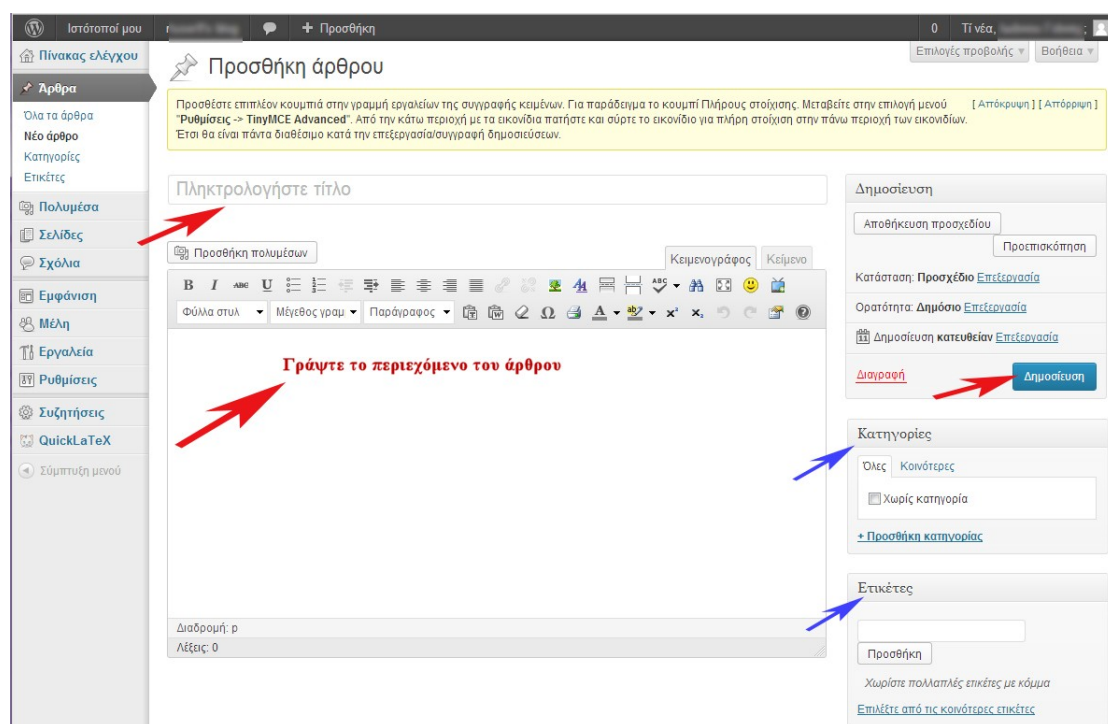 Ιστότοποί μου
+ Προσθήκη
0 Τί νέα,
Πίνακας ελέγχου
Άρθρα
Όλα τα άρθρα
Νέο άρθρο
Κατηγορίες
Ετικέτες
Πολυμέσα
Σελίδες
Σχόλια
Εμφάνιση
Μέλη
Εργαλεία
Ρυθμίσεις
Συζητήσεις
QuickLaTeX
Σύμπτυξη μενού
Επιλογές προβολής
Βοήθεια
Προσθήκη άρθρου
Προσθέστε επιπλέον κουμπιά στην γραμμή εργαλείων της συγγραφής κειμένων. Για παράδειγμα το κουμπί Πλήρους στοίχισης. Μεταβείτε στην επιλογή μενού [ Απόκρυψη ] [ Απόρριψη ]
"Ρυθμίσεις -> TinyMCE Advanced". Από την κάτω περιοχή με τα εικονίδια πατήστε και σύρτε το εικονίδιο για πλήρη στοίχιση στην πάνω περιοχή των εικονιδίων.
Έτσι θα είναι πάντα διαθέσιμο κατά την επεξεργασία/συγγραφή δημοσιεύσεων.
Πληκτρολογήστε τίτλο
Προσθήκη πολυμέσων
Κειμενογράφος Κείμενο
B I ABC U ABC
Φύλλα στυλ Μέγεθος γραμ Παράγραφος
Γράψτε το περιεχόμενο του άρθρου
Διαδρομή: p
Λέξεις: 0
Δημοσίευση
Αποθήκευση προσχεδίου
Προεπισκόπηση
Κατάσταση: Προσχέδιο Επεξεργασία
Ορατότητα: Δημόσιο Επεξεργασία
Δημοσίευση κατευθείαν Επεξεργασία
Διαγραφή
Δημοσίευση
Κατηγορίες
Όλες Κοινότερες
Χωρίς κατηγορία
+ Προσθήκη κατηγορίας
Ετικέτες
Προσθήκη
Χωρίστε πολλαπλές ετικέτες με κόμμα
Επιλέξτε από τις κοινότερες ετικέτες